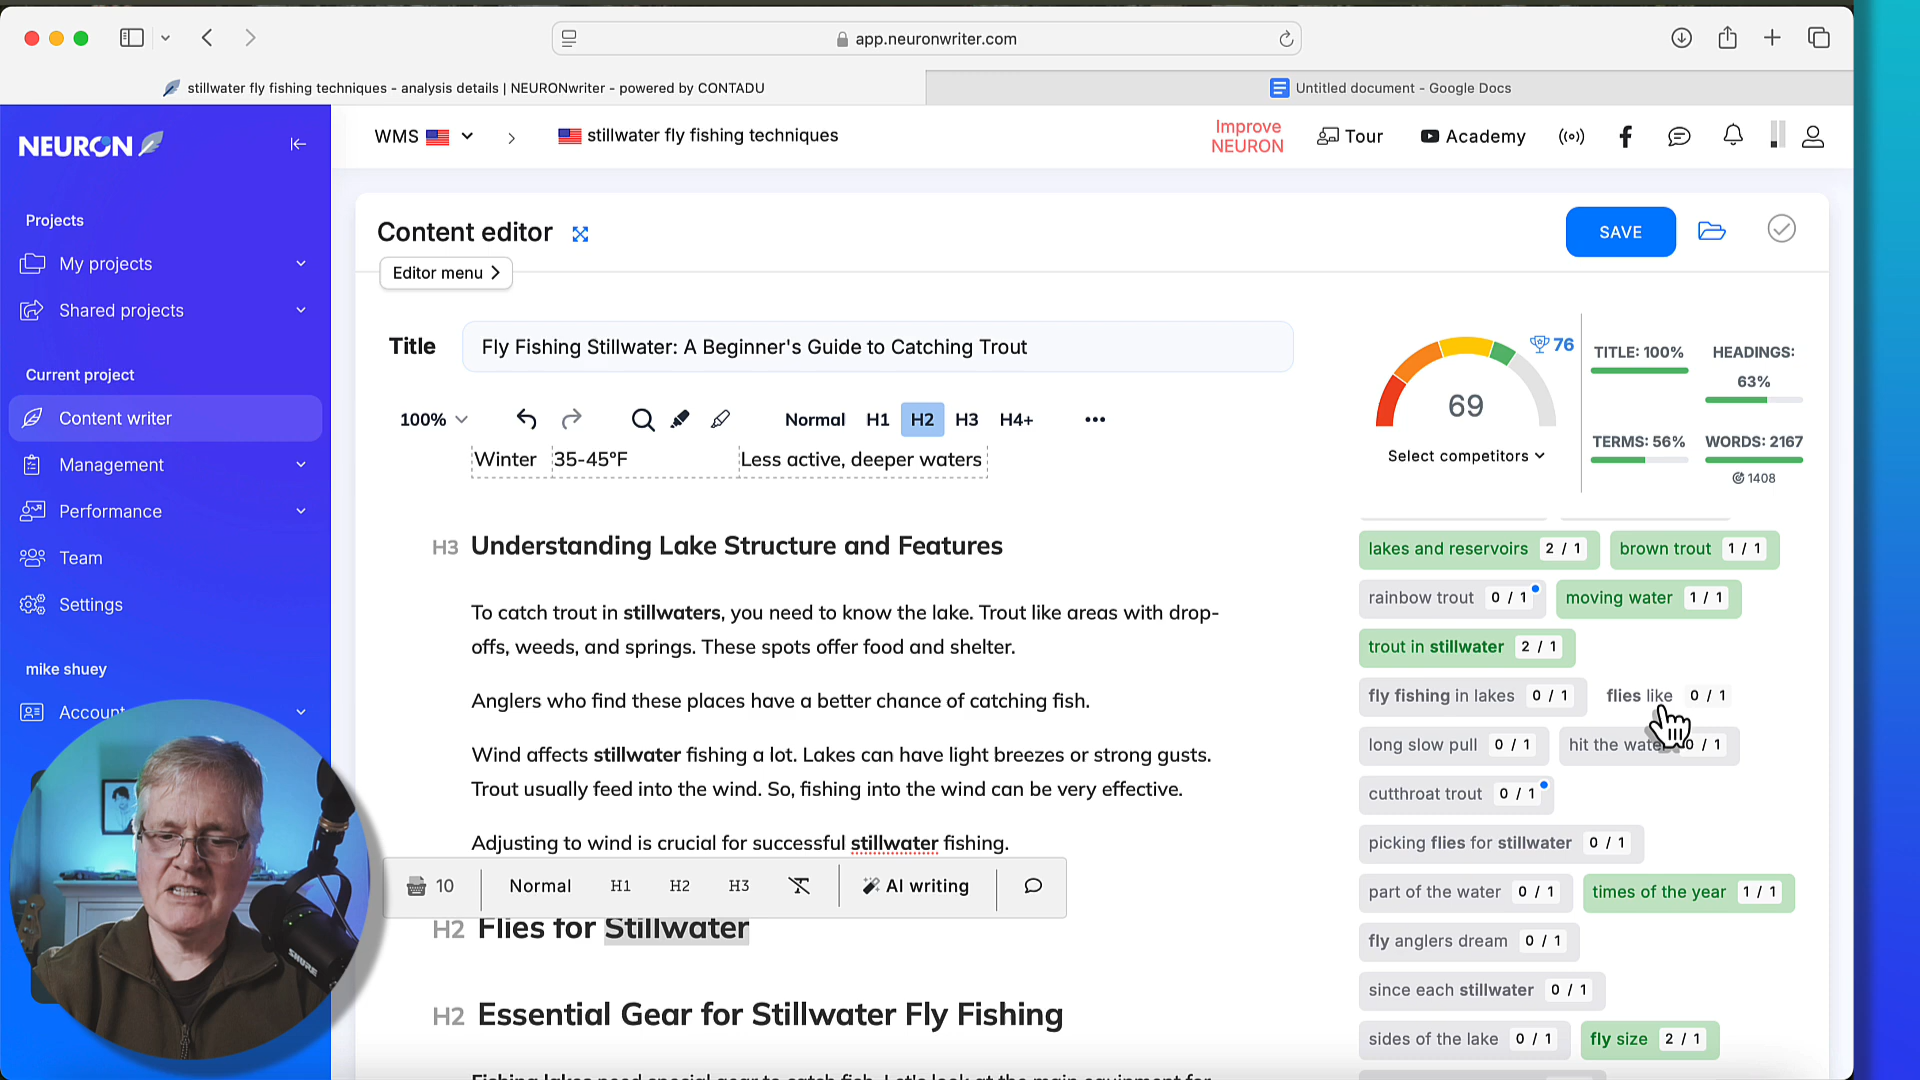 app.neuronwriter.com
stillwater fly fishing techniques - analysis details | NEURONwriter - powered by CONTADU
Untitled document - Google Docs
NEURON
WMS
stillwater fly fishing techniques
Improve
NEURON
Tour
Academy
Projects
My projects
Shared projects
Current project
Content writer
Management
Performance
Team
Settings
mike shuey
Account
Content editor
SAVE
Editor menu
Title
Fly Fishing Stillwater: A Beginner's Guide to Catching Trout
100%
Normal H1 H2 H3 H4+
Winter 35-45°F Less active, deeper waters
H3 Understanding Lake Structure and Features
To catch trout in stillwaters, you need to know the lake. Trout like areas with drop-
offs, weeds, and springs. These spots offer food and shelter.
Anglers who find these places have a better chance of catching fish.
Wind affects stillwater fishing a lot. Lakes can have light breezes or strong gusts.
Trout usually feed into the wind. So, fishing into the wind can be very effective.
Adjusting to wind is crucial for successful stillwater fishing.
10 Normal H1 H2 H3 AI writing
H2 Flies for Stillwater
H2 Essential Gear for Stillwater Fly Fishing
76
69
Select competitors
TITLE: 100%
HEADINGS:
63%
TERMS: 56%
WORDS: 2167
1408
lakes and reservoirs 2 / 1 brown trout 1 / 1
rainbow trout 0 / 1 moving water 1 / 1
trout in stillwater 2 / 1
fly fishing in lakes 0 / 1 flies like 0 / 1
long slow pull 0 / 1 hit the water 0 / 1
cutthroat trout 0 / 1
picking flies for stillwater 0 / 1
part of the water 0 / 1 times of the year 1 / 1
fly anglers dream 0 / 1
since each stillwater 0 / 1
sides of the lake 0 / 1 fly size 2 / 1
SHURE